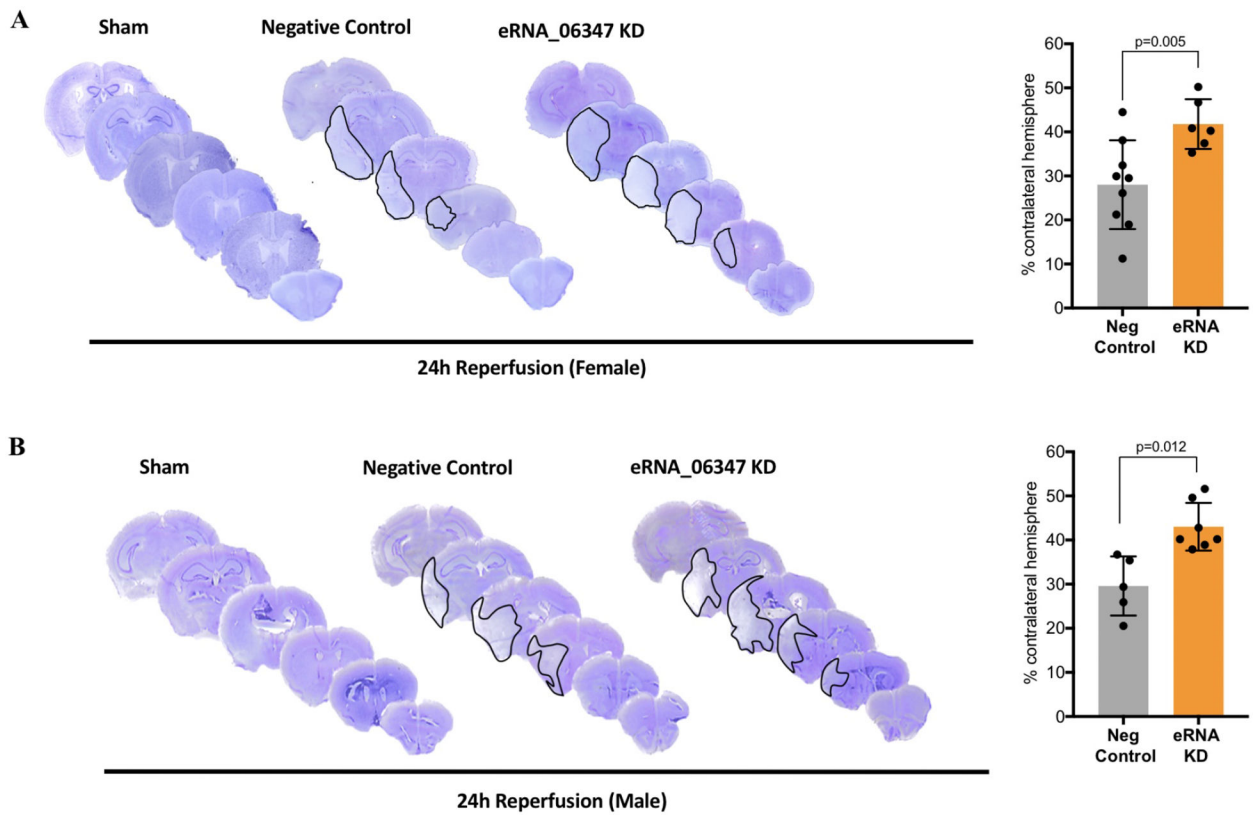 A
Sham
Negative Control
eRNA_06347 KD
24h Reperfusion (Female)
% contralateral hemisphere
60
50
40
30
20
10
0
p=0.005
Neg
Control
eRNA
KD
B
Sham
Negative Control
eRNA_06347 KD
24h Reperfusion (Male)
% contralateral hemisphere
60
50
40
30
20
10
0
p=0.012
Neg
Control
eRNA
KD